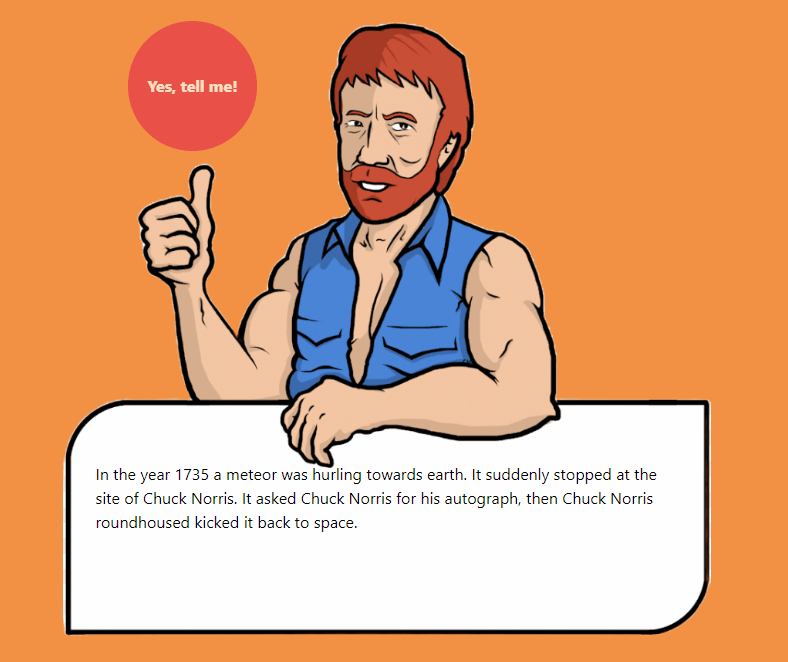 Yes, tell me!
In the year 1735 a meteor was hurling towards earth. It suddenly stopped at the
site of Chuck Norris. It asked Chuck Norris for his autograph, then Chuck Norris
roundhoused kicked it back to space.